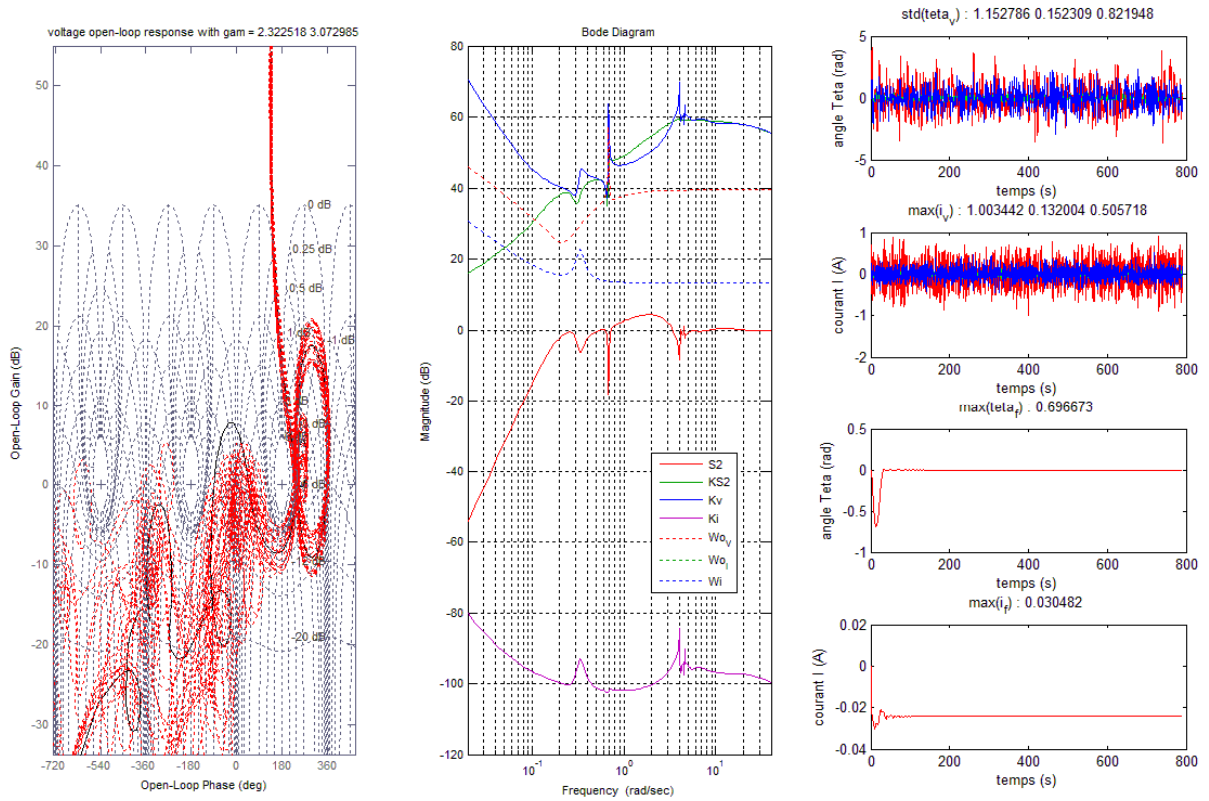 voltage open-loop response with gam = 2.322518 3.072985
Open-Loop Gain (dB)
50
40
30
20
10
0
-10
-20
-30
0 dB
0.25 dB
0.5 dB
-1 dB
-20 dB
-720
-540
-360
-180
0
180
360
Open-Loop Phase (deg)
Bode Diagram
Magnitude (dB)
80
60
40
20
0
-20
-40
-60
-80
-100
-120
S2
KS2
Kv
Ki
Wo_V
Wo_I
Wi
10^-1
10^0
10^1
Frequency (rad/sec)
std(teta_v) : 1.152786 0.152309 0.821948
angle Teta (rad)
5
0
-5
0
200
400
600
800
temps (s)
max(i_v) : 1.003442 0.132004 0.505718
courant I (A)
1
0
-1
-2
0
200
400
600
800
temps (s)
max(teta_f) : 0.696673
angle Teta (rad)
0.5
0
-0.5
-1
0
200
400
600
800
temps (s)
max(i_f) : 0.030482
courant I (A)
0.02
0
-0.02
-0.04
0
200
400
600
800
temps (s)